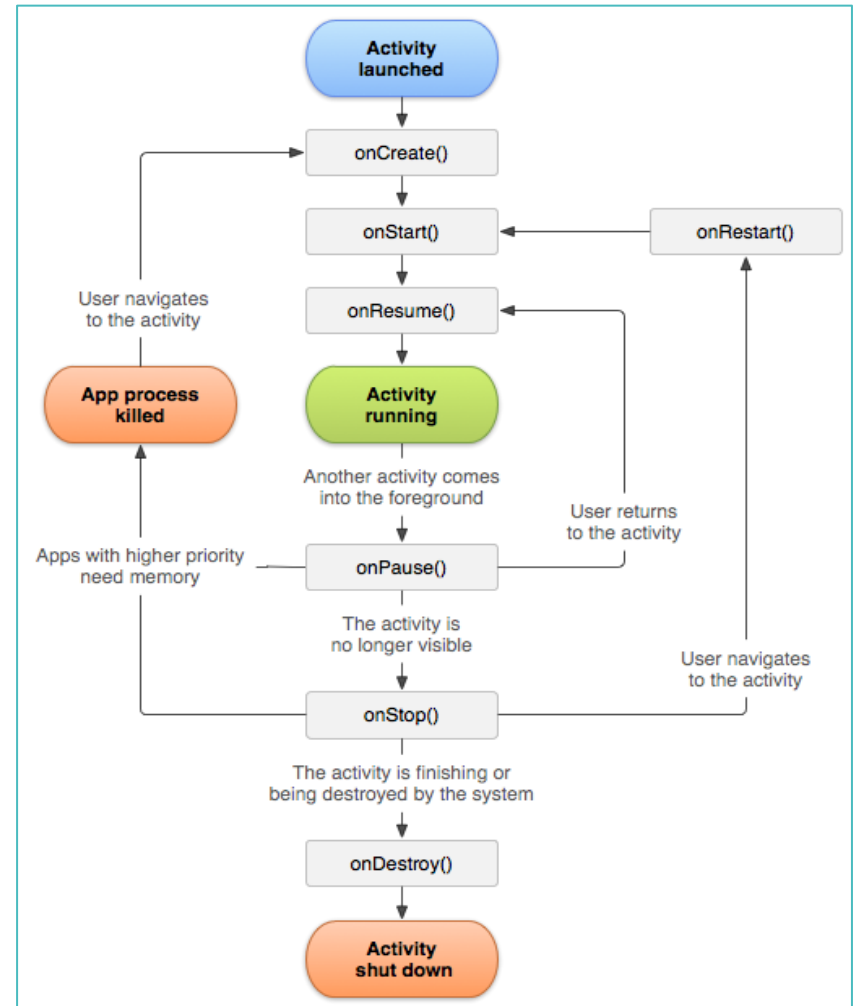 Activity
launched
onCreate()
onStart()
onRestart()
User navigates
to the activity
onResume()
App process
killed
Activity
running
Another activity comes
into the foreground
User returns
to the activity
Apps with higher priority
need memory
onPause()
The activity is
no longer visible
User navigates
to the activity
onStop()
The activity is finishing or
being destroyed by the system
onDestroy()
Activity
shut down